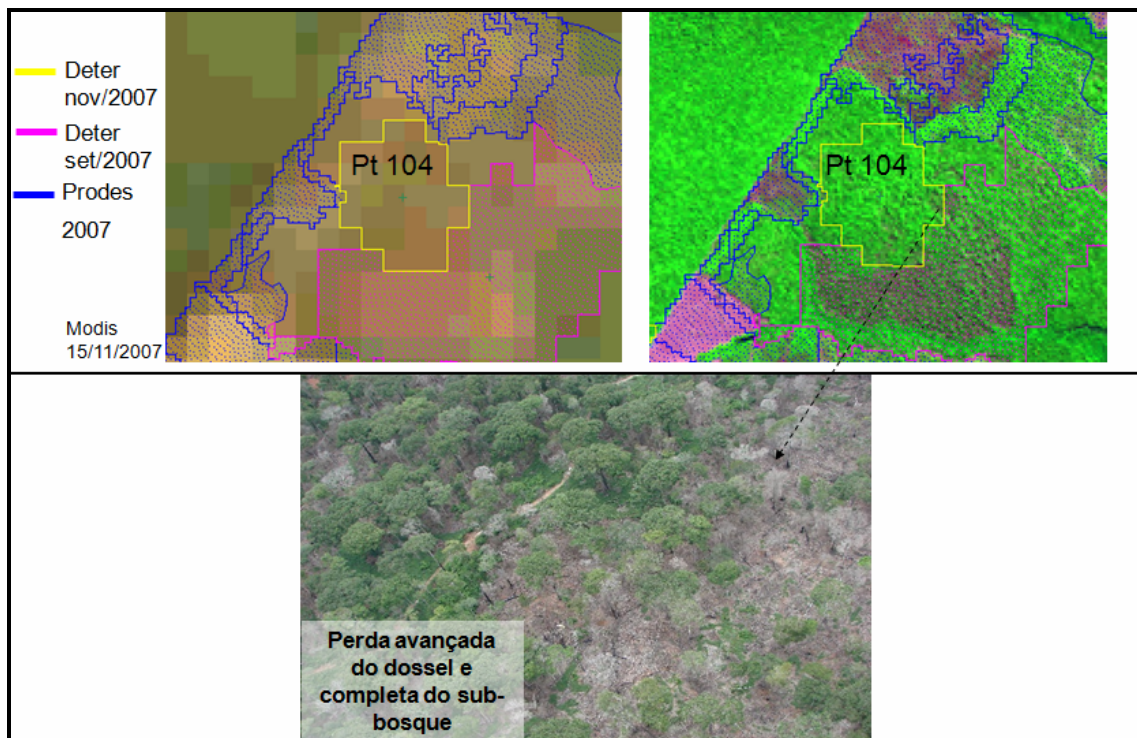 Deter
nov/2007
Deter
set/2007
Prodes
2007
Modis
15/11/2007
Pt 104
Pt 104
Perda avançada
do dossel e
completa do sub-
bosque